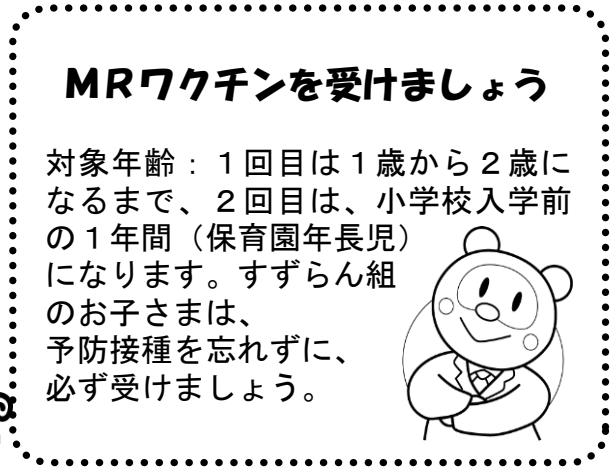 ＭＲワクチンを受けましょう
対象年齢：１回目は１歳から２歳に
なるまで、２回目は、小学校入学前
の１年間（保育園年長児）
になります。すずらん組
のお子さまは、
予防接種を忘れずに、
必ず受けましょう。